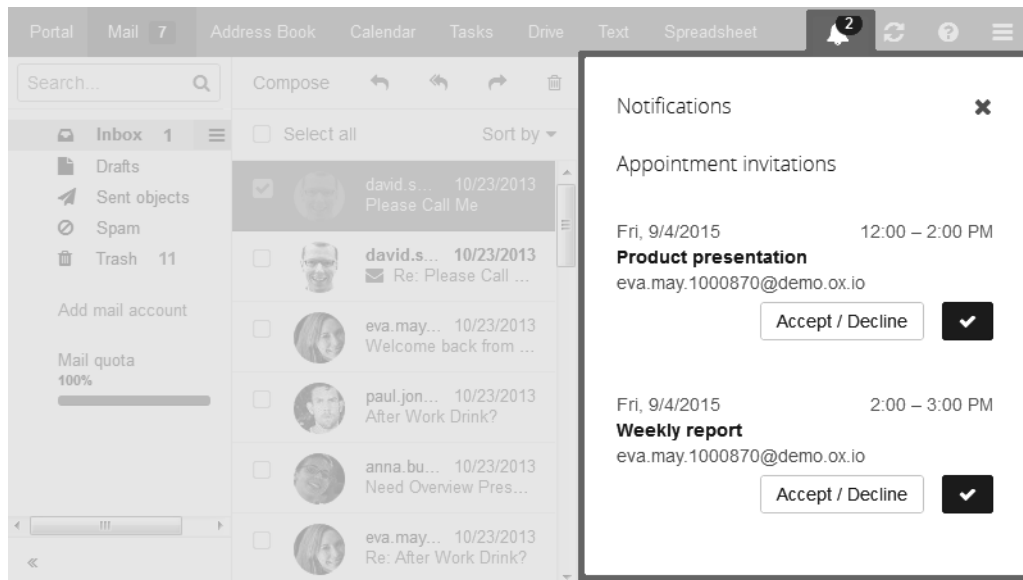 Portal Mail 7 Address Book Calendar Tasks Drive Text Spreadsheet 2
Search...
Inbox 1
Drafts
Sent objects
Spam
Trash 11
Add mail account
Mail quota
100%
Compose
Select all Sort by
david.s... 10/23/2013
Please Call Me
david.s... 10/23/2013
Re: Please Call ...
eva.may... 10/23/2013
Welcome back from ...
paul.jon... 10/23/2013
After Work Drink?
anna.bu... 10/23/2013
Need Overview Pres...
eva.may... 10/23/2013
Re: After Work Drink?
Notifications
Appointment invitations
Fri, 9/4/2015 12:00 – 2:00 PM
Product presentation
eva.may.1000870@demo.ox.io
Accept / Decline
Fri, 9/4/2015 2:00 – 3:00 PM
Weekly report
eva.may.1000870@demo.ox.io
Accept / Decline